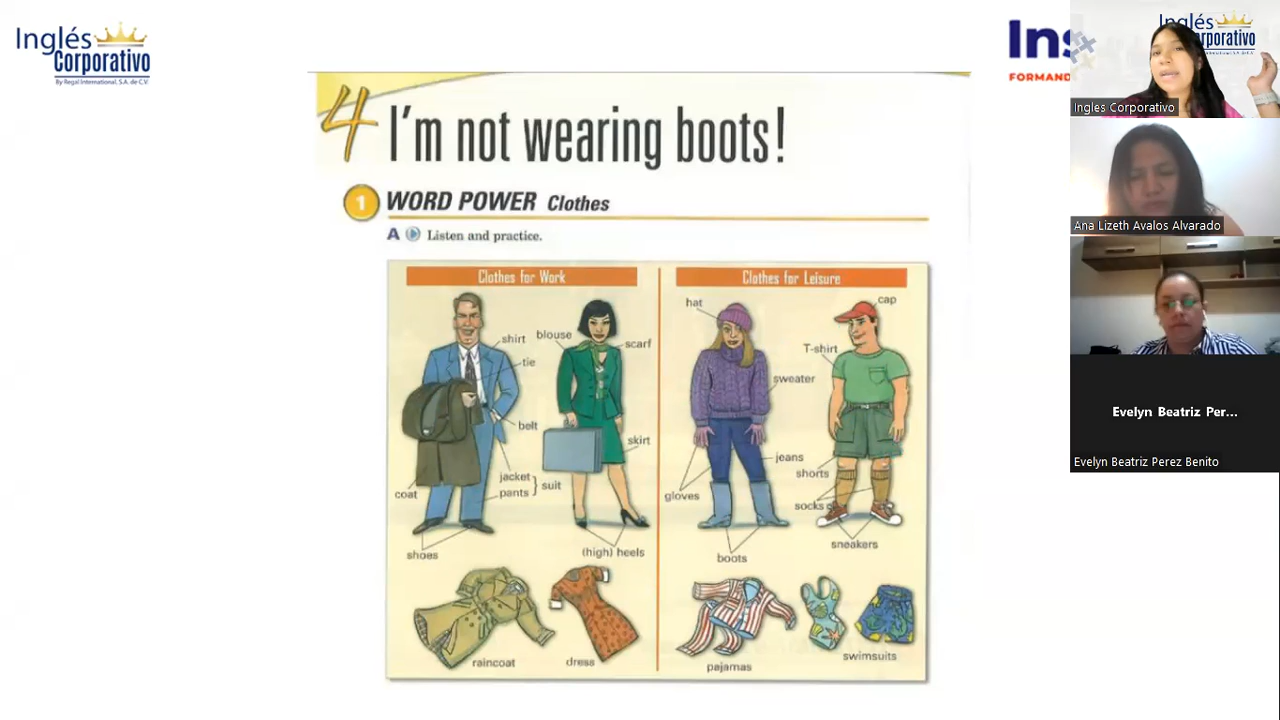 Inglés
Corporativo
By Regal International, S.A. de C.V.
Ins
FORMAND
Inglés
Corporativo
Ingles Corporativo
Ana Lizeth Avalos Alvarado
Evelyn Beatriz Per...
Evelyn Beatriz Perez Benito
4 I'm not wearing boots!
1 WORD POWER Clothes
A Listen and practice.
Clothes for Work
shirt
blouse
tie
scarf
belt
skirt
jacket
pants
suit
coat
shoes
(high) heels
raincoat
dress
Clothes for Leisure
hat
cap
T-shirt
sweater
jeans
shorts
gloves
socks
sneakers
boots
pajamas
swimsuits